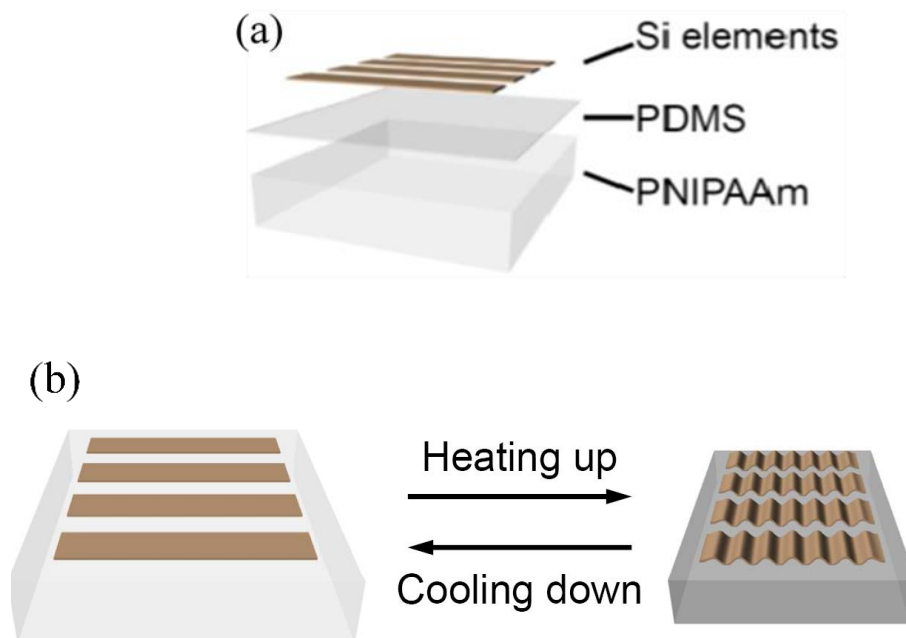 (a)
Si elements
PDMS
PNIPAAm
(b)
Heating up
Cooling down